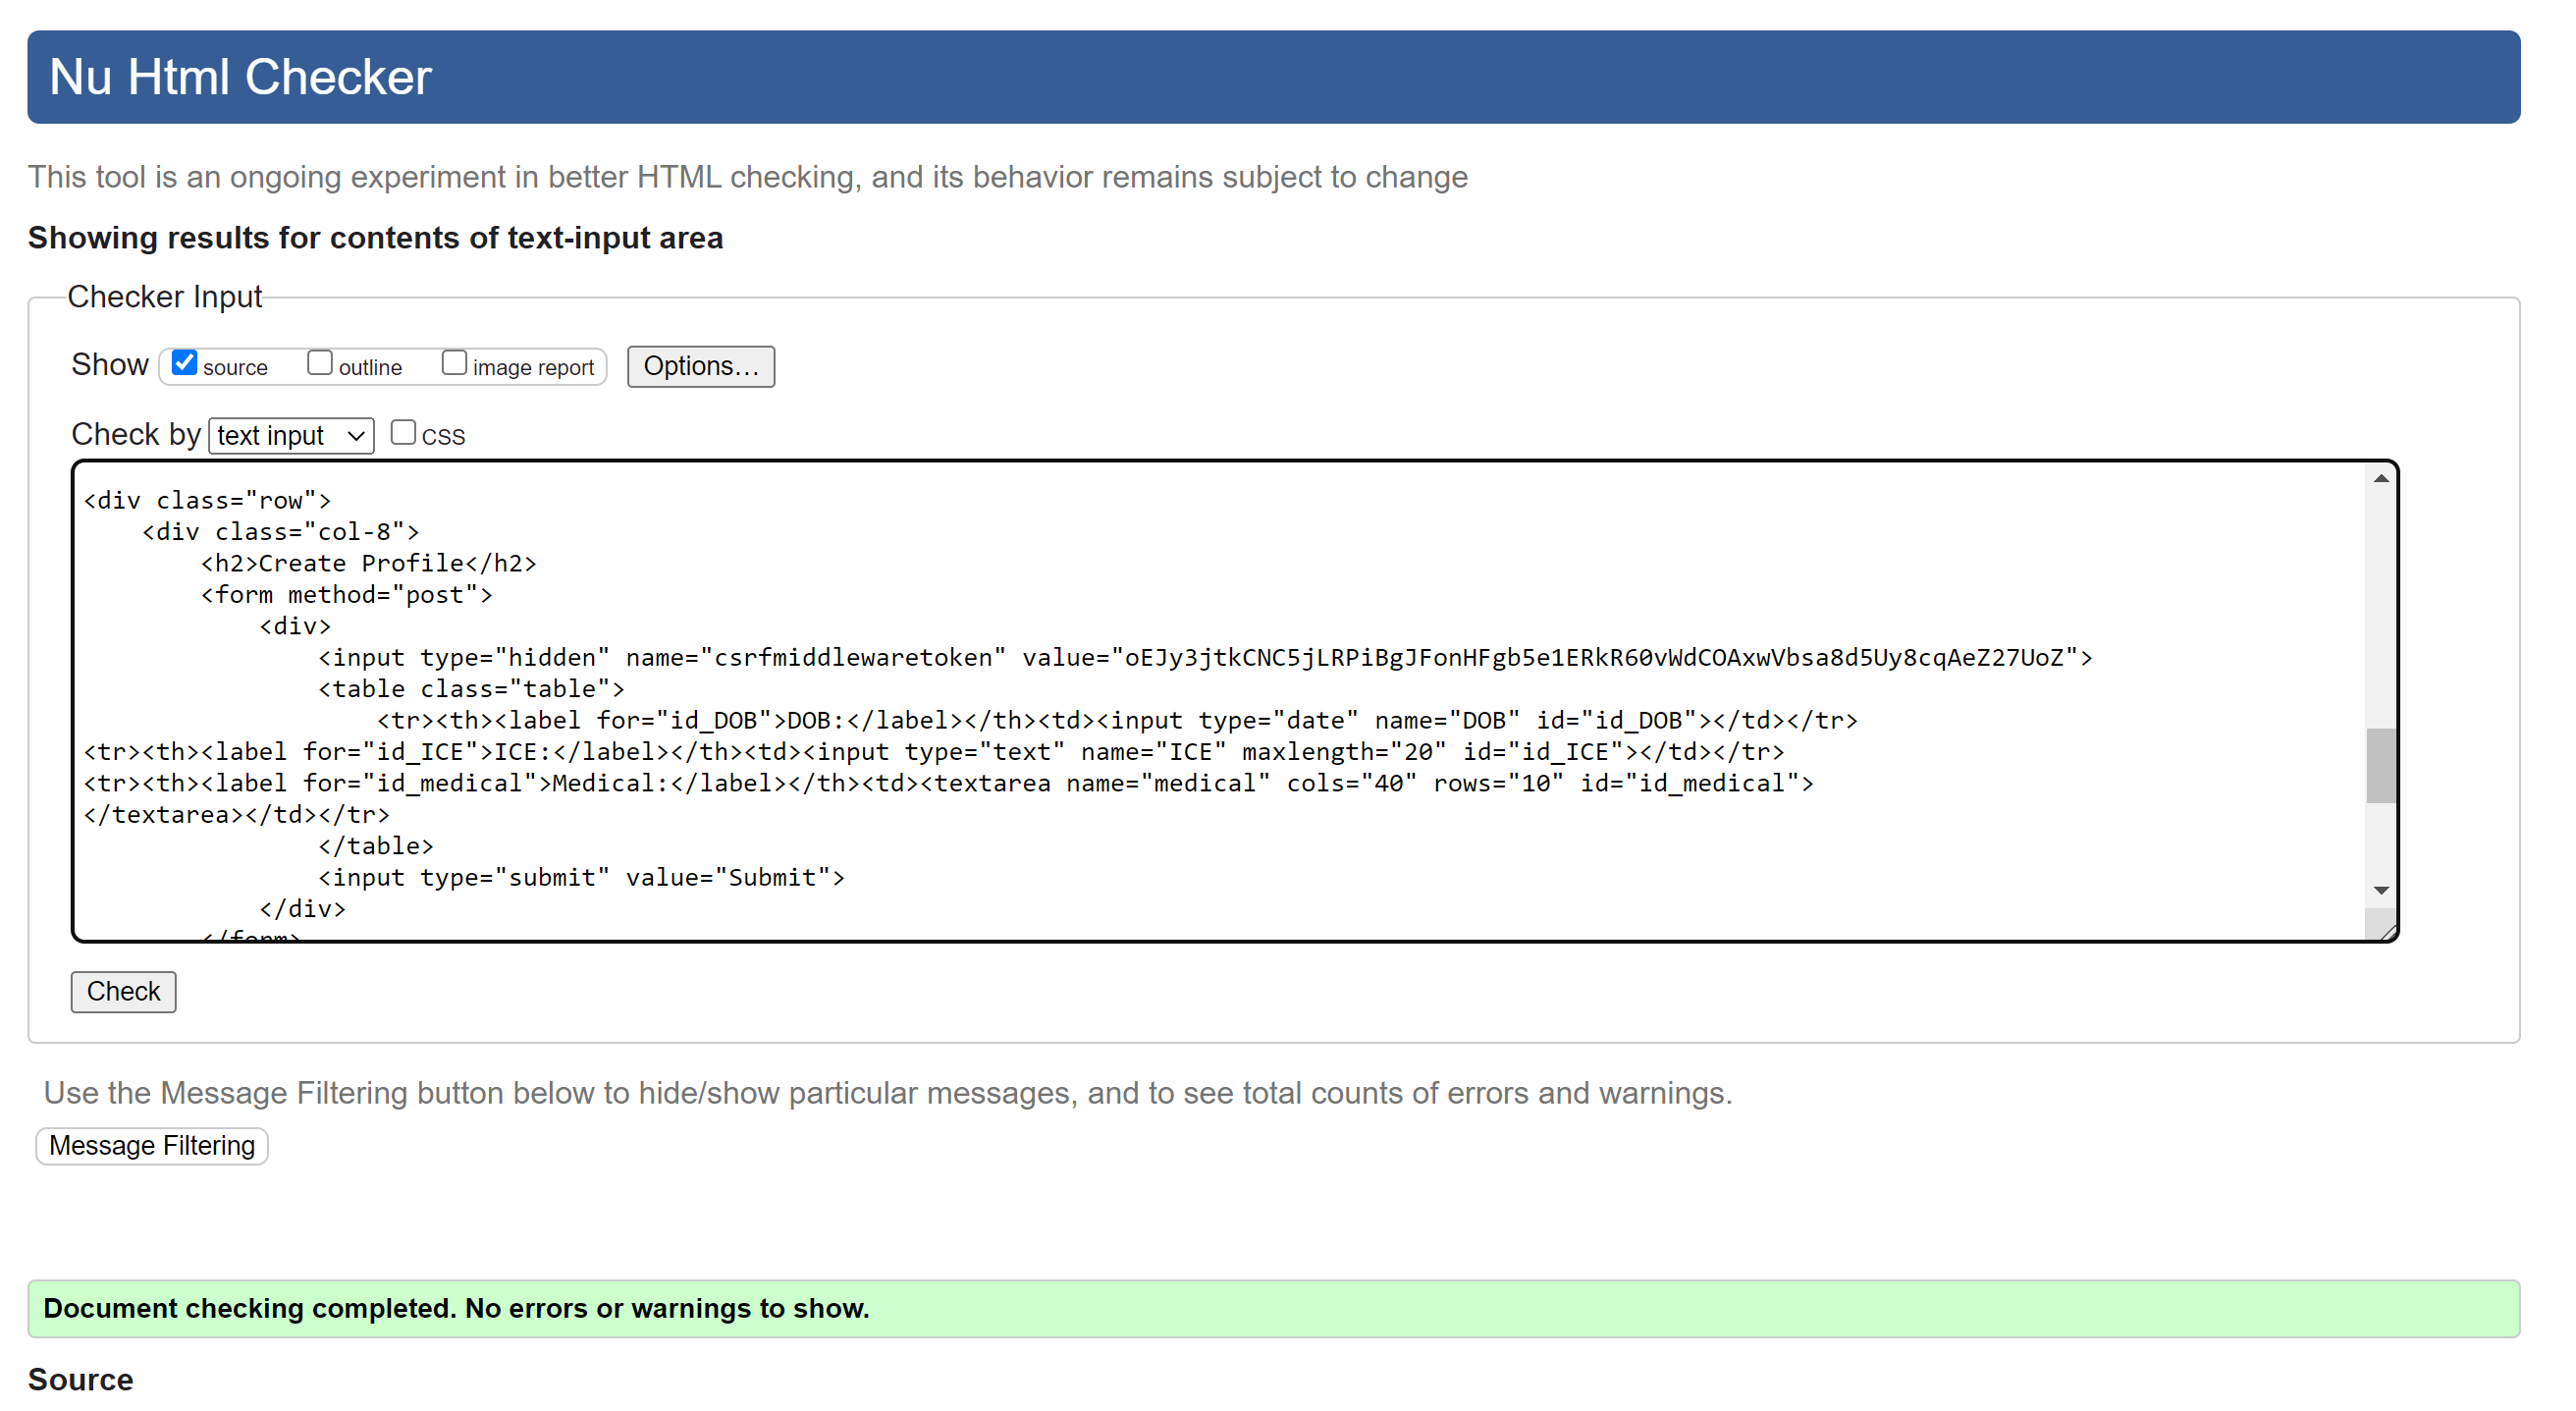 Nu Html Checker
This tool is an ongoing experiment in better HTML checking, and its behavior remains subject to change
Showing results for contents of text-input area
Checker Input
Show source outline image report Options...
Check by text input CSS
<div class="row">
    <div class="col-8">
        <h2>Create Profile</h2>
        <form method="post">
            <div>
                <input type="hidden" name="csrfmiddlewaretoken" value="oEJy3jtkCNC5jLRPiBgJFonHFgb5e1ERkR60vWdCOAxwVbsa8d5Uy8cqAeZ27UoZ">
                <table class="table">
                    <tr><th><label for="id_DOB">DOB:</label></th><td><input type="date" name="DOB" id="id_DOB"></td></tr>
<tr><th><label for="id_ICE">ICE:</label></th><td><input type="text" name="ICE" maxlength="20" id="id_ICE"></td></tr>
<tr><th><label for="id_medical">Medical:</label></th><td><textarea name="medical" cols="40" rows="10" id="id_medical">
</textarea></td></tr>
                </table>
                <input type="submit" value="Submit">
            </div>
        </form>
Check
Use the Message Filtering button below to hide/show particular messages, and to see total counts of errors and warnings.
Message Filtering
Document checking completed. No errors or warnings to show.
Source